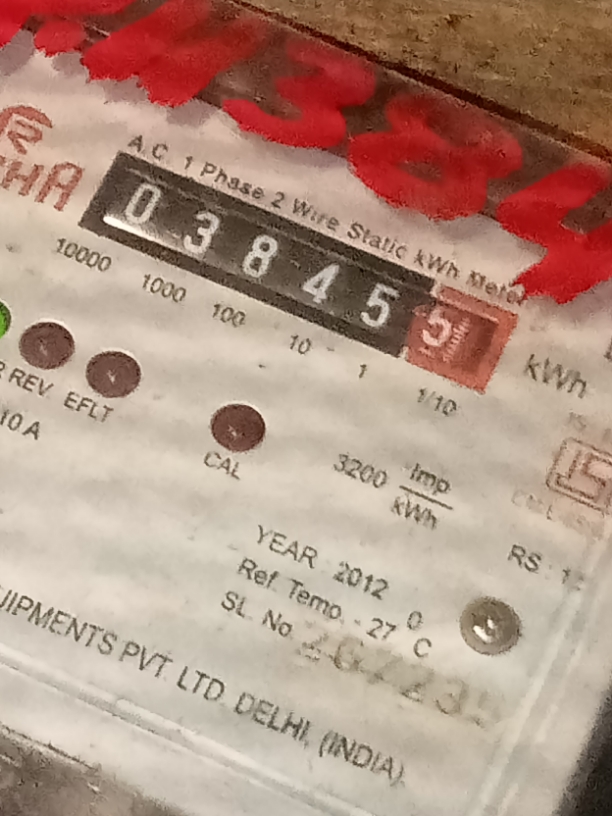 M384
A.C. 1 Phase 2 Wire Static kWh Meter
0 3 8 4 5 5
kWh
10000 1000 100 10 1 1/10
REV EFLT
10 A
CAL
3200 Imp
kWh
YEAR : 2012
RS : 1
Ref. Temp. - 27 °C
SL. No.
UIPMENTS PVT. LTD. DELHI, (INDIA)